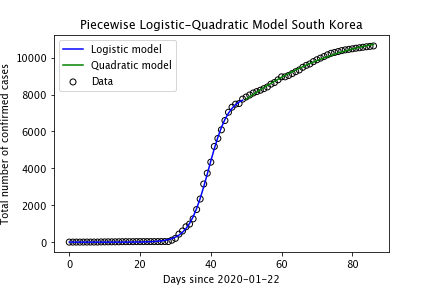 Piecewise Logistic-Quadratic Model South Korea
Logistic model
Quadratic model
Data
Total number of confirmed cases
10000
8000
6000
4000
2000
0
0 20 40 60 80
Days since 2020-01-22